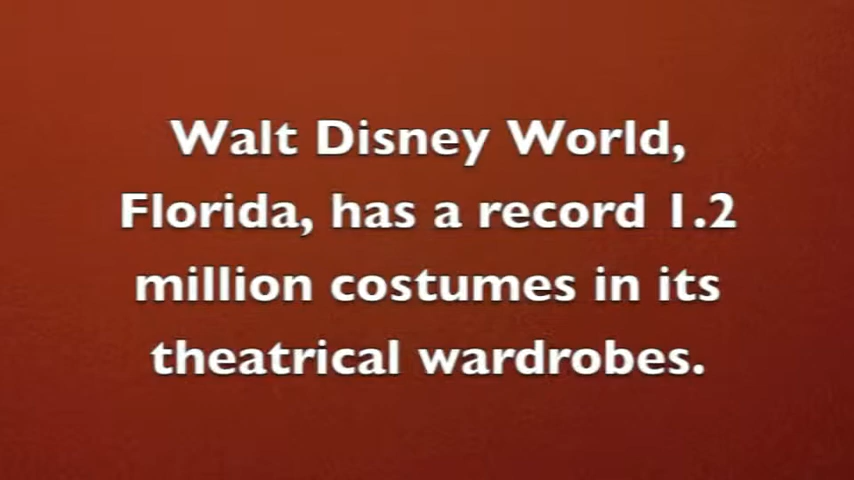 Walt Disney World,
Florida, has a record 1.2
million costumes in its
theatrical wardrobes.